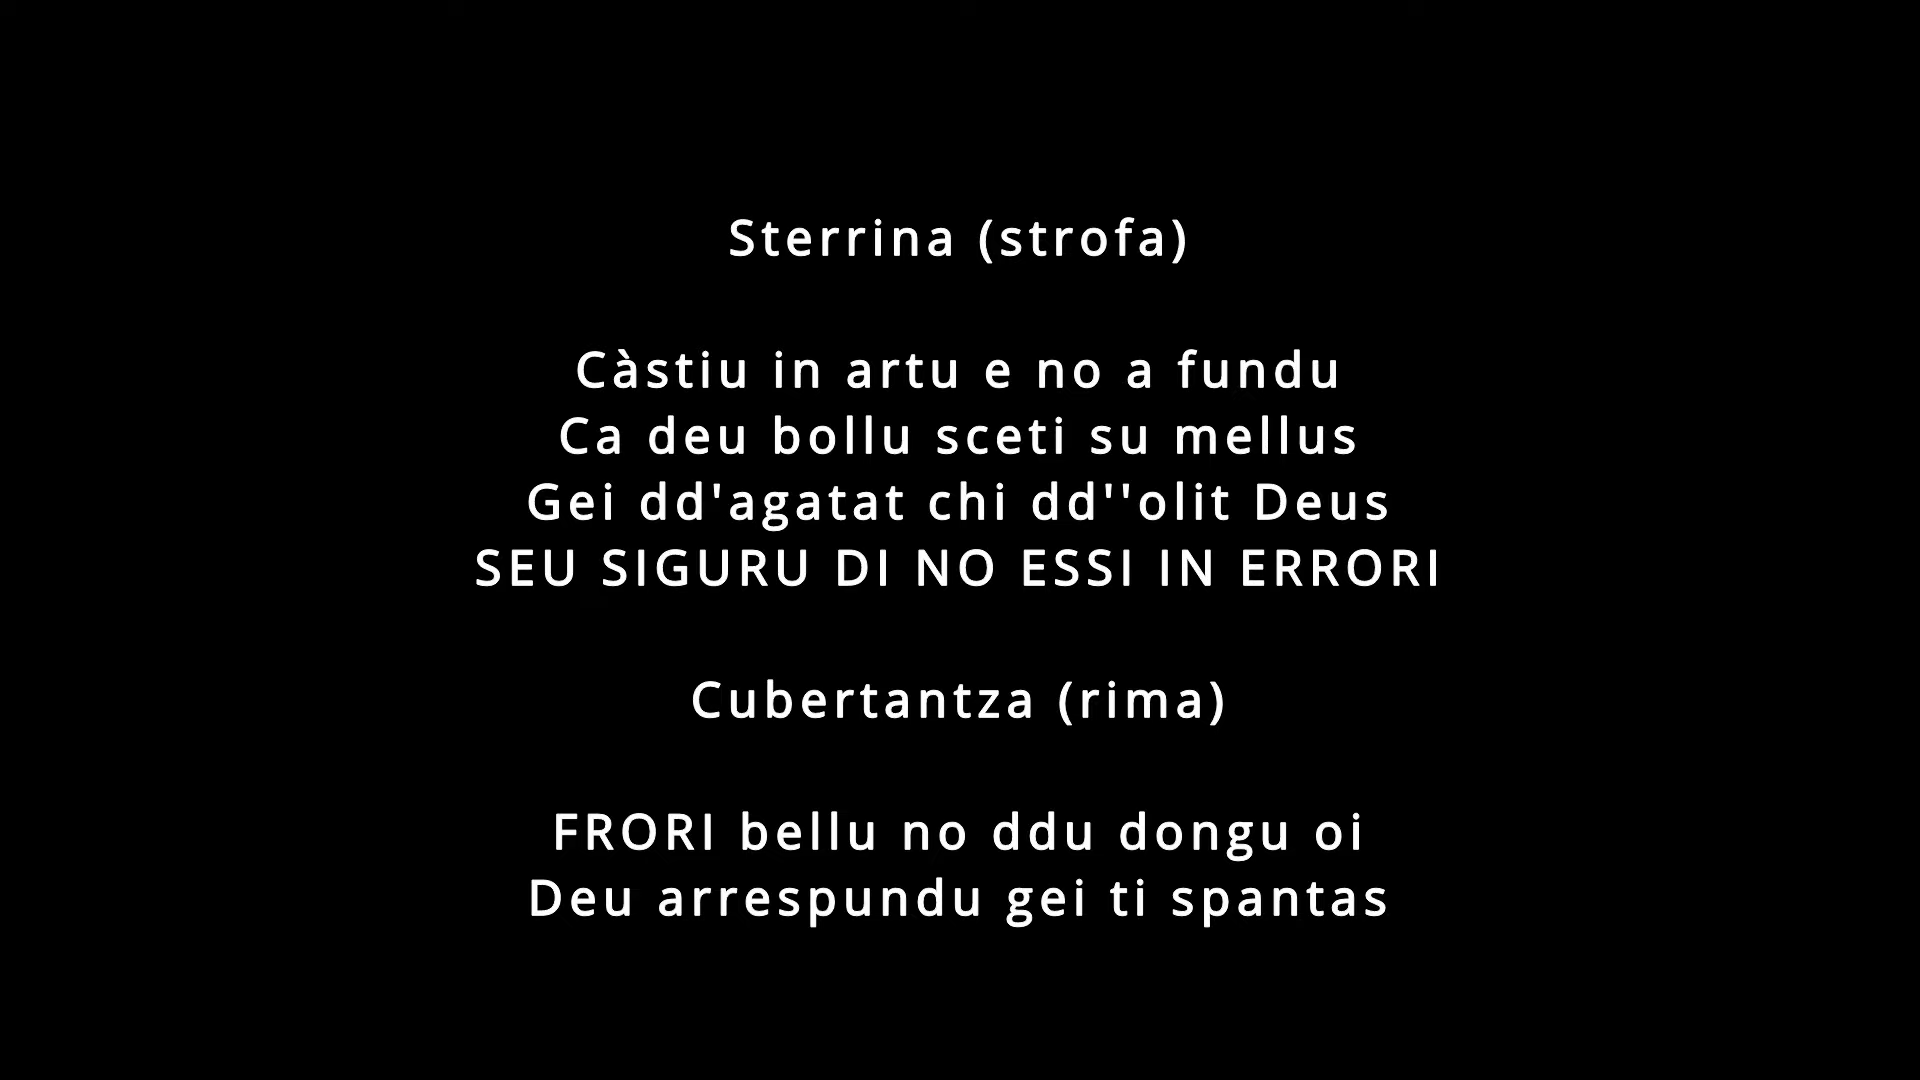 Sterrina (strofa)
Càstiu in artu e no a fundu
Ca deu bollu sceti su mellus
Gei dd'agatat chi dd''olit Deus
SEU SIGURU DI NO ESSI IN ERRORI
Cubertantza (rima)
FRORI bellu no ddu dongu oi
Deu arrespundu gei ti spantas